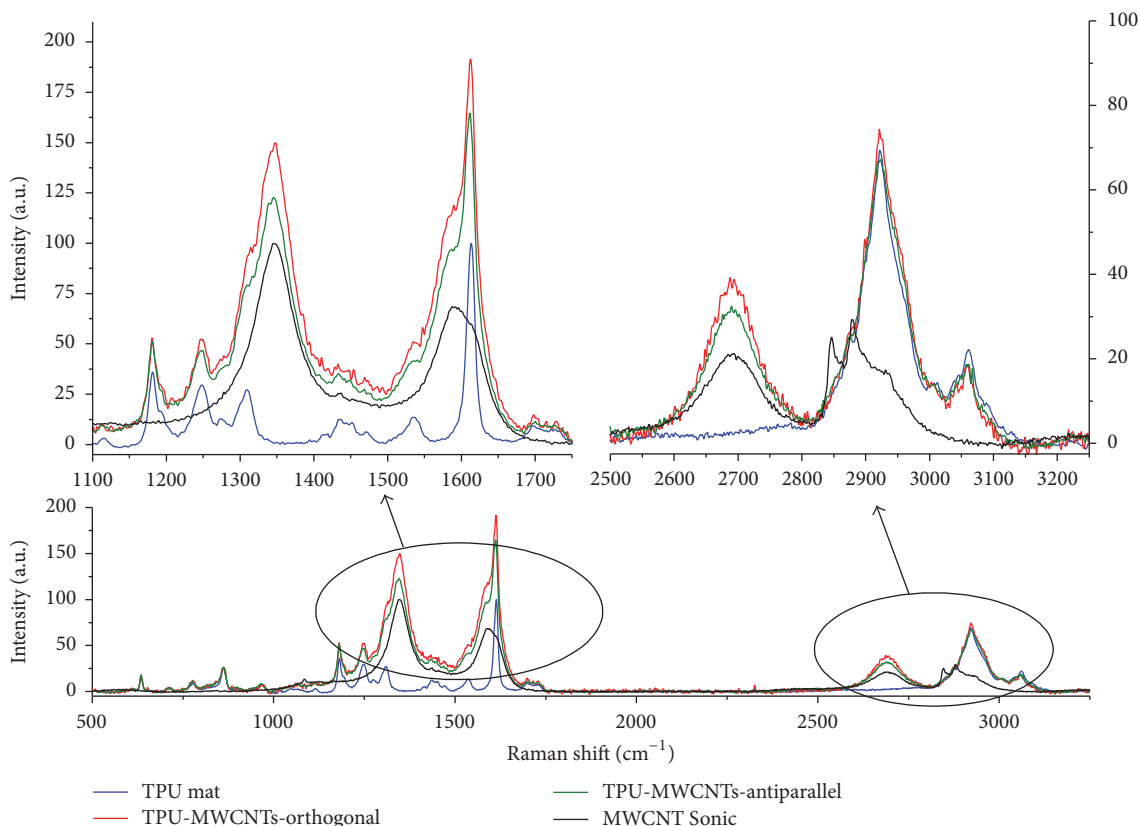 200
175
150
125
100
75
50
25
0
Intensity (a.u.)
1100 1200 1300 1400 1500 1600 1700
100
80
60
40
20
0
2500 2600 2700 2800 2900 3000 3100 3200
200
150
100
50
0
Intensity (a.u.)
500 1000 1500 2000 2500 3000
Raman shift (cm⁻¹)
TPU mat
TPU-MWCNTs-orthogonal
TPU-MWCNTs-antiparallel
MWCNT Sonic